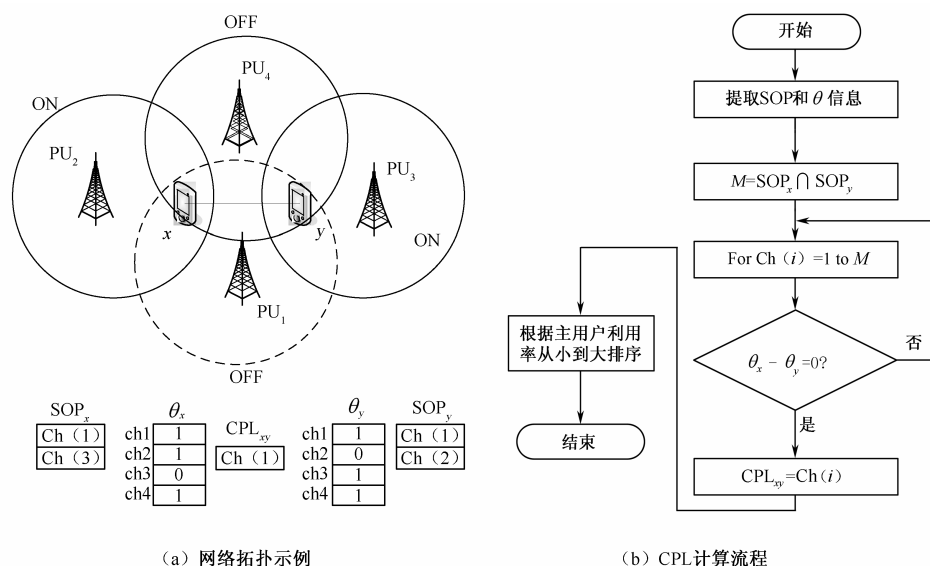 OFF
PU4
ON
PU2
PU3
x
y
ON
PU1
OFF
SOPx
θx
CPLxy
θy
SOPy
Ch（1）
Ch（3）
ch1 1
ch2 1
ch3 0
ch4 1
Ch（1）
ch1 1
ch2 0
ch3 1
ch4 1
Ch（1）
Ch（2）
（a）网络拓扑示例
开始
提取SOP和 θ 信息
M=SOPx ⋂ SOPy
For Ch（i）=1 to M
θx − θy=0?
否
是
CPLxy=Ch(i)
根据主用户利用
率从小到大排序
结束
（b）CPL计算流程